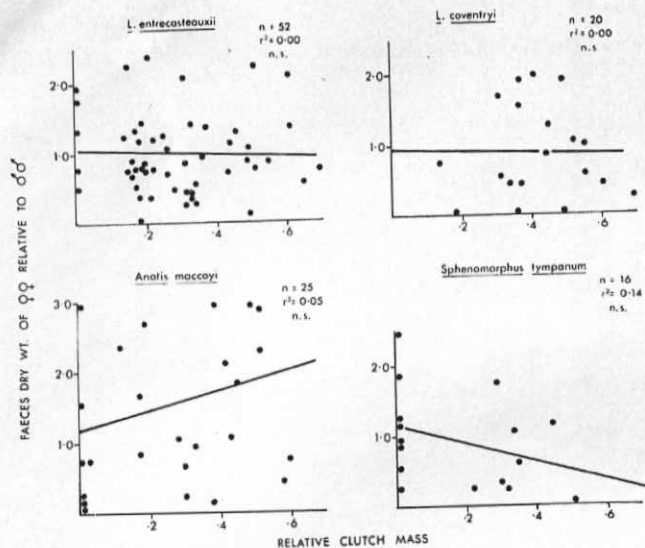 L. entrecasteauxii
n = 52
r² = 0·00
n.s.
2·0
1·0
·2
·4
·6
L. coventryi
n = 20
r² = 0·00
n.s.
2·0
1·0
·2
·4
·6
Anotis maccoyi
n = 25
r² = 0·05
n.s.
3·0
2·0
1·0
·2
·4
·6
Sphenomorphus tympanum
n = 16
r² = 0·14
n.s.
2·0
1·0
·2
·4
·6
FAECES DRY WT. OF ♀♀ RELATIVE TO ♂♂
RELATIVE CLUTCH MASS